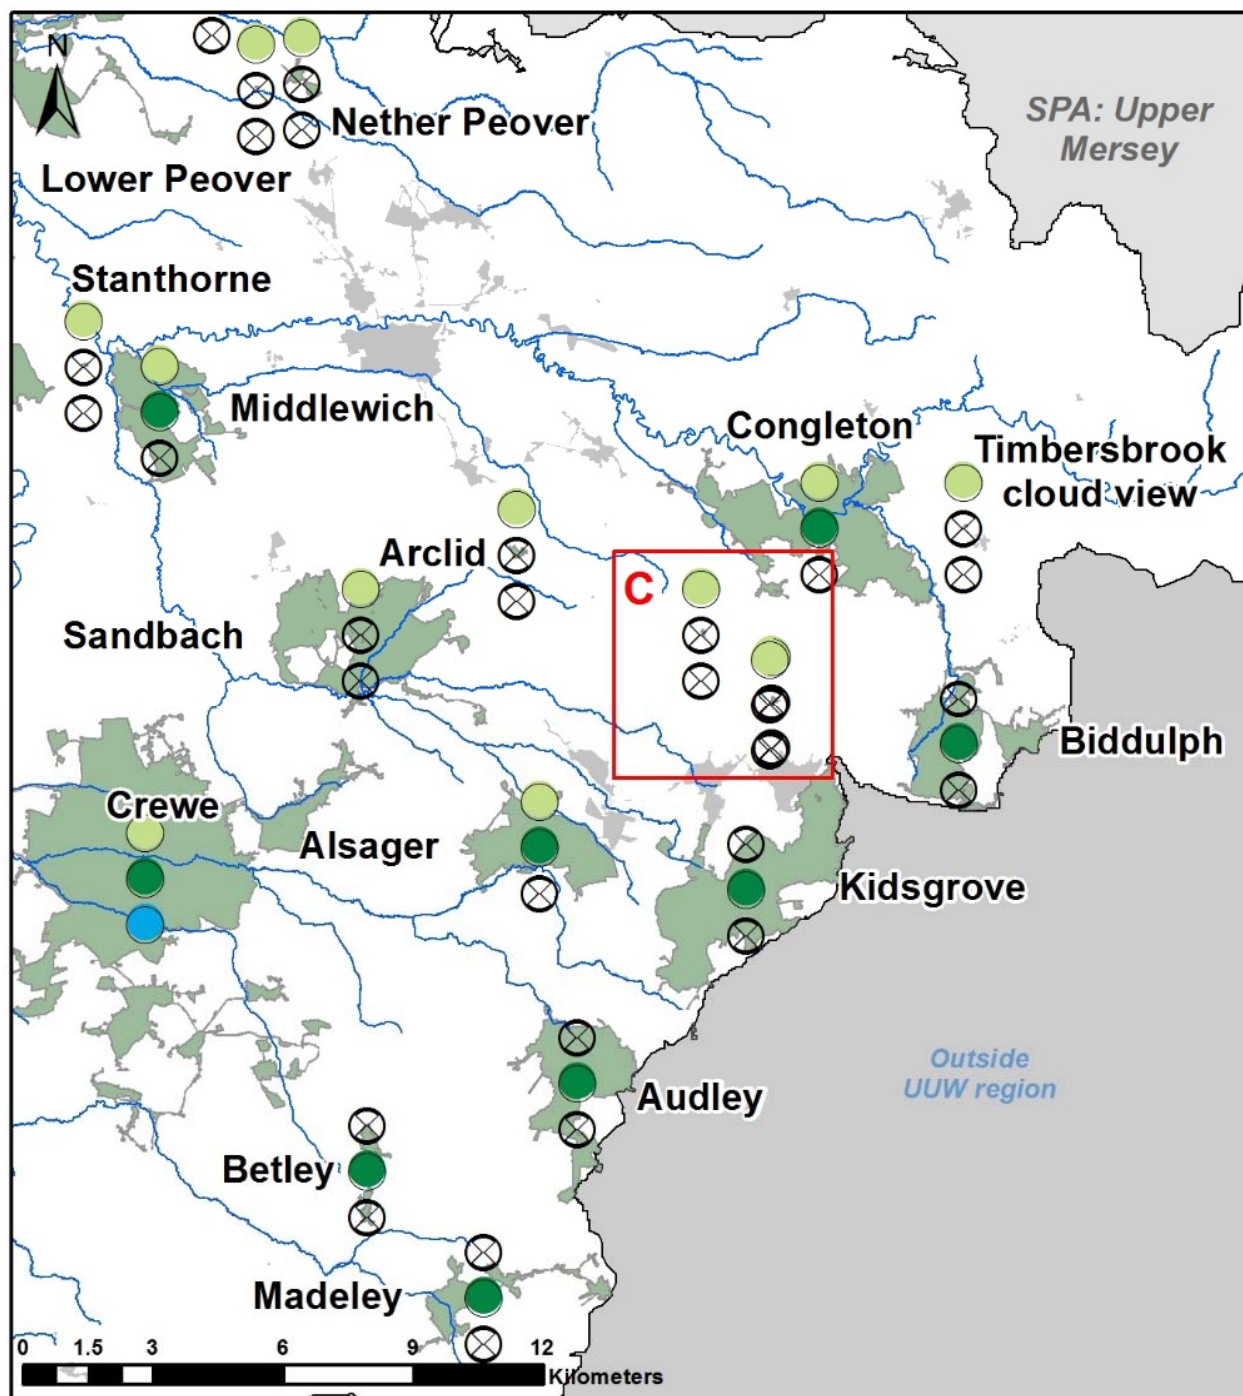 N
SPA: Upper
Mersey
Nether Peover
Lower Peover
Stanthorne
Middlewich
Congleton
Timbersbrook
cloud view
Arclid
C
Sandbach
Biddulph
Crewe
Alsager
Kidsgrove
Outside
UUW region
Audley
Betley
Madeley
0 1.5 3 6 9 12
Kilometers